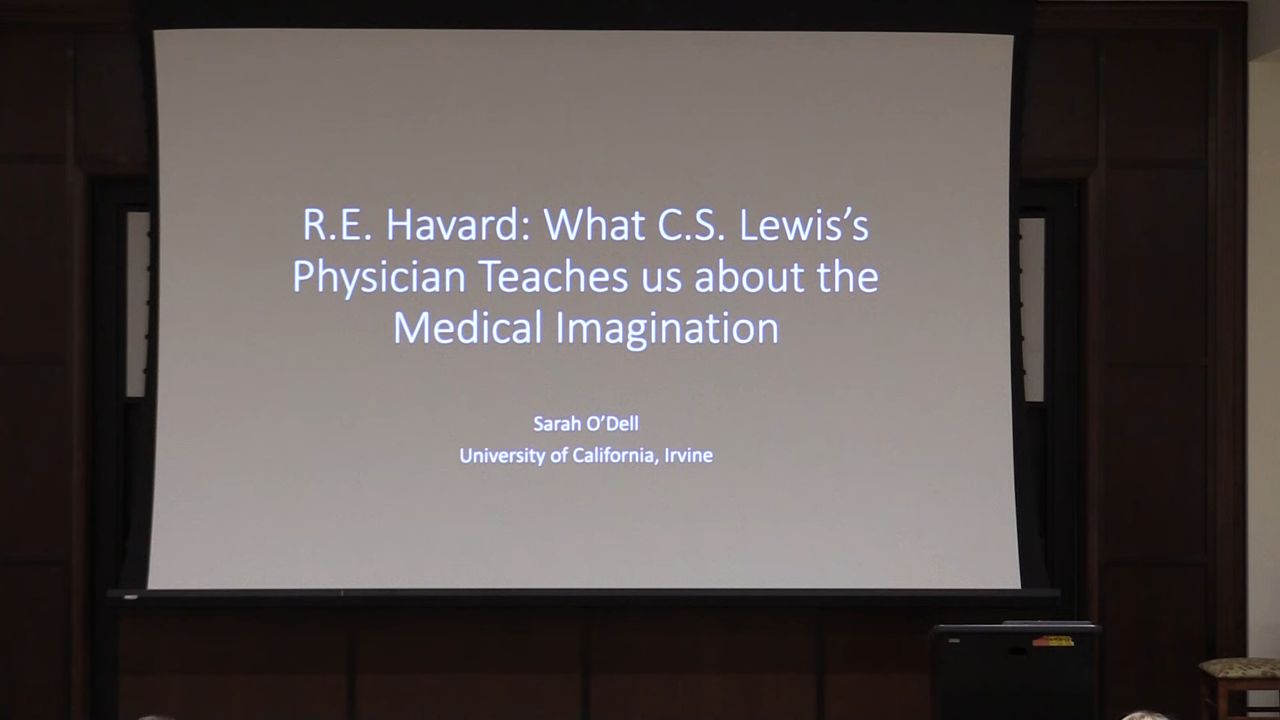 R.E. Havard: What C.S. Lewis’s
Physician Teaches us about the
Medical Imagination
Sarah O’Dell
University of California, Irvine